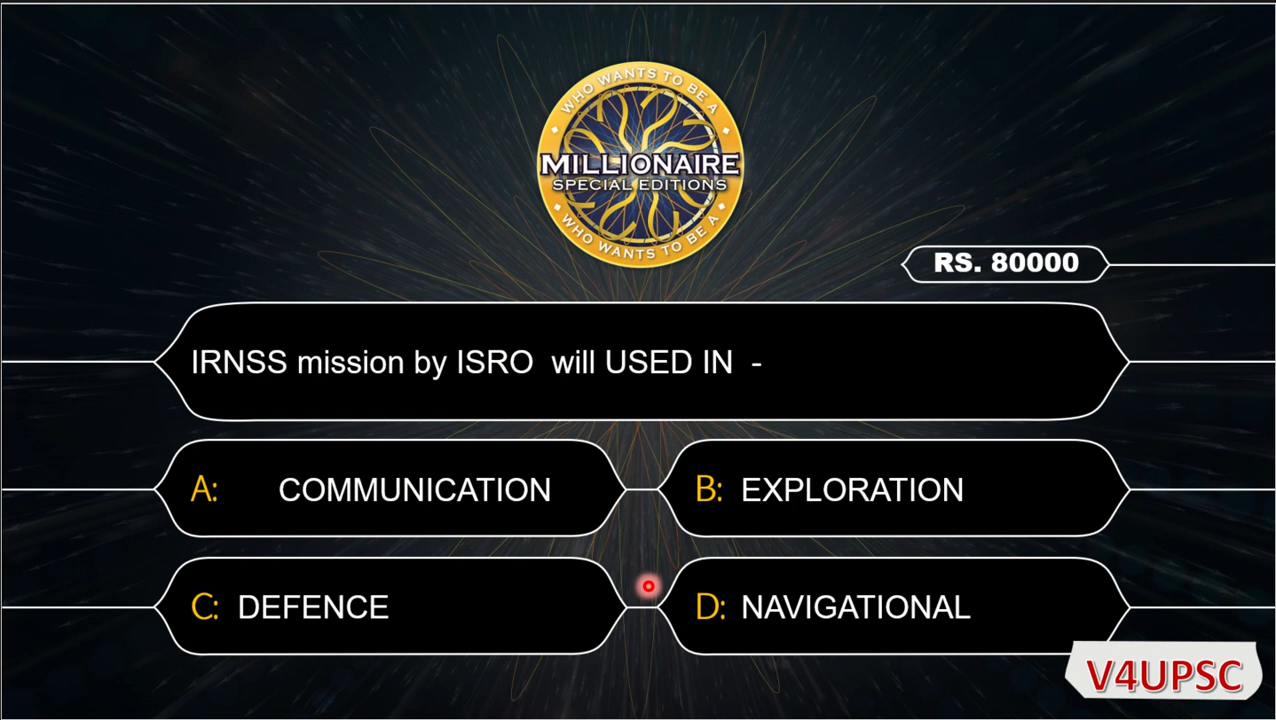 WHO WANTS TO BE A
MILLIONAIRE
SPECIAL EDITIONS
WHO WANTS TO BE A
RS. 80000
IRNSS mission by ISRO will USED IN -
A: COMMUNICATION
B: EXPLORATION
C: DEFENCE
D: NAVIGATIONAL
V4UPSC